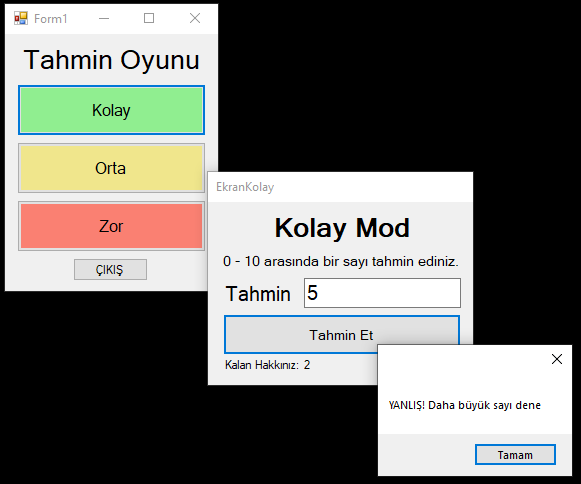 Form1
Tahmin Oyunu
Kolay
Orta
Zor
ÇIKIŞ
EkranKolay
Kolay Mod
0 - 10 arasında bir sayı tahmin ediniz.
Tahmin 5
Tahmin Et
Kalan Hakkınız: 2
YANLIŞ! Daha büyük sayı dene
Tamam